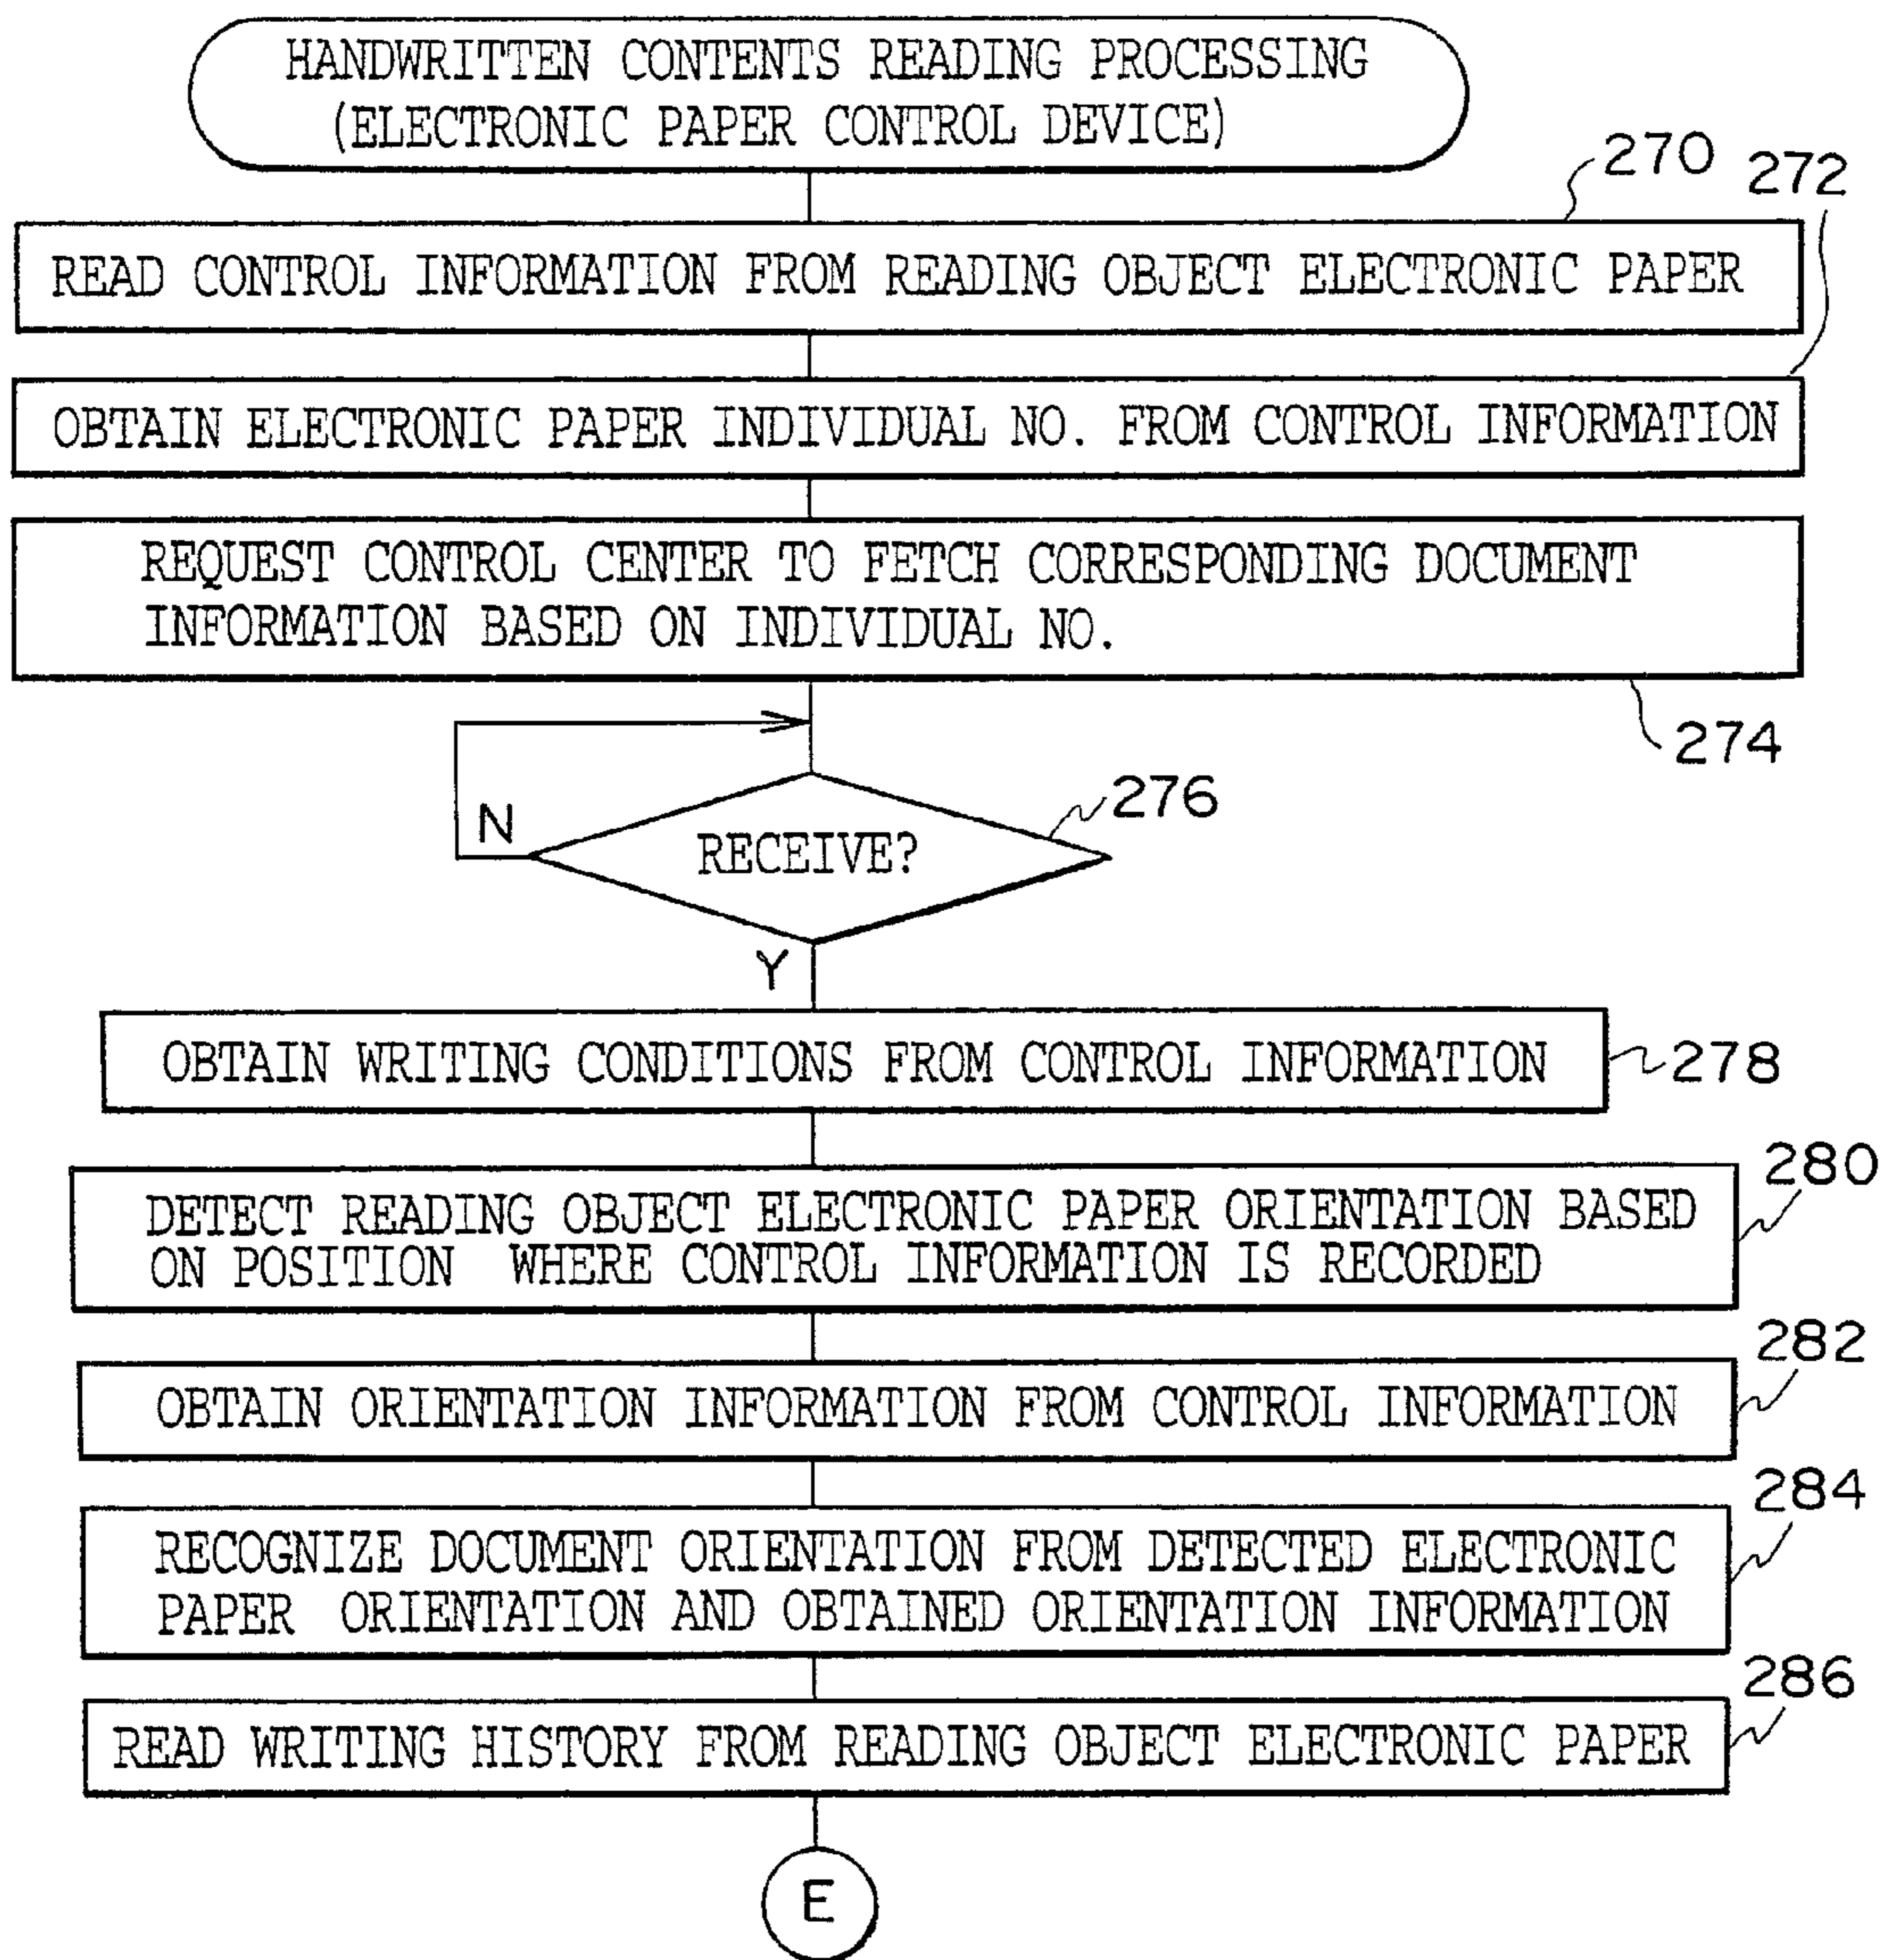 HANDWRITTEN CONTENTS READING PROCESSING
(ELECTRONIC PAPER CONTROL DEVICE)
270
272
READ CONTROL INFORMATION FROM READING OBJECT ELECTRONIC PAPER
OBTAIN ELECTRONIC PAPER INDIVIDUAL NO. FROM CONTROL INFORMATION
REQUEST CONTROL CENTER TO FETCH CORRESPONDING DOCUMENT
INFORMATION BASED ON INDIVIDUAL NO.
274
276
N
RECEIVE?
Y
OBTAIN WRITING CONDITIONS FROM CONTROL INFORMATION
278
280
DETECT READING OBJECT ELECTRONIC PAPER ORIENTATION BASED
ON POSITION WHERE CONTROL INFORMATION IS RECORDED
282
OBTAIN ORIENTATION INFORMATION FROM CONTROL INFORMATION
284
RECOGNIZE DOCUMENT ORIENTATION FROM DETECTED ELECTRONIC
PAPER ORIENTATION AND OBTAINED ORIENTATION INFORMATION
286
READ WRITING HISTORY FROM READING OBJECT ELECTRONIC PAPER
E